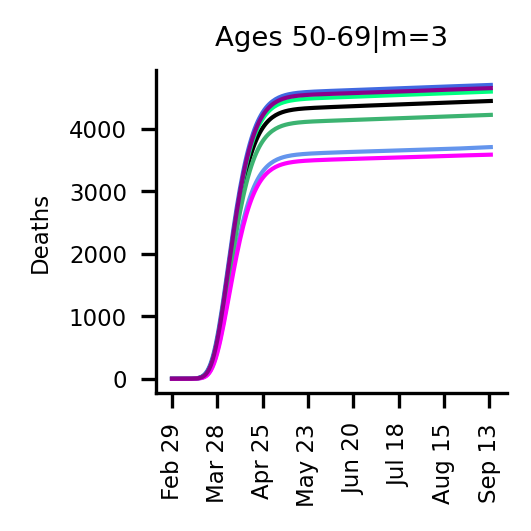 Ages 50-69|m=3
Deaths
4000
3000
2000
1000
0
Feb 29
Mar 28
Apr 25
May 23
Jun 20
Jul 18
Aug 15
Sep 13